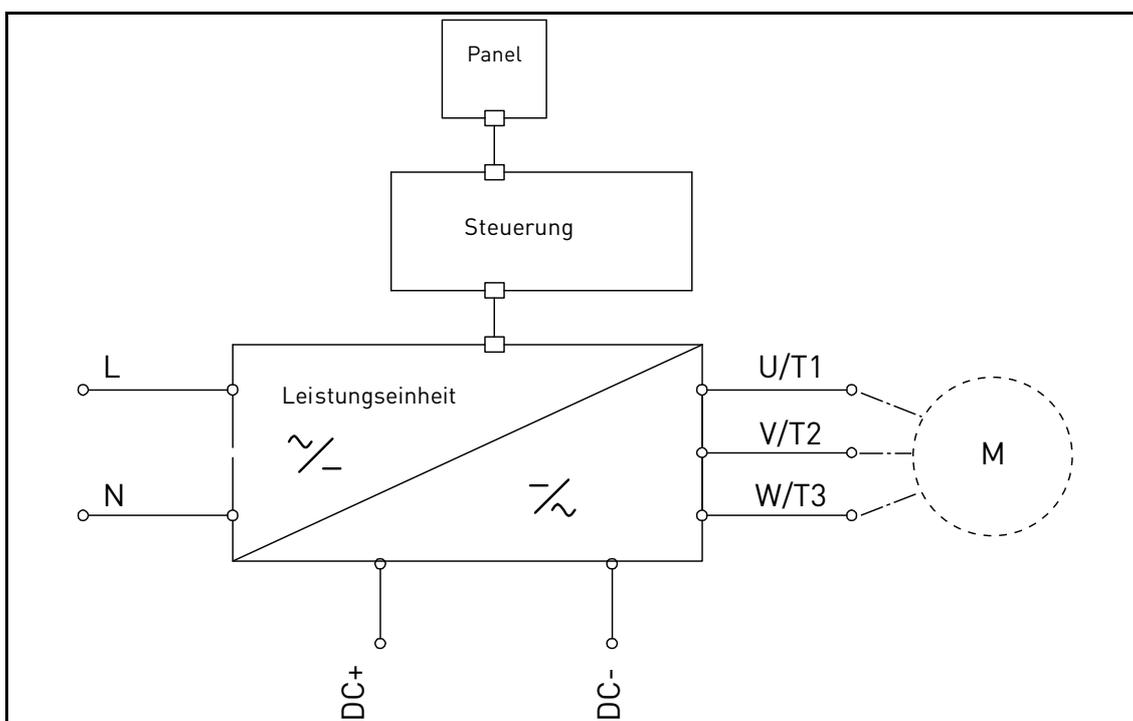 Panel
Steuerung
L
Leistungseinheit
U/T1
V/T2
M
N
W/T3
DC+
DC-